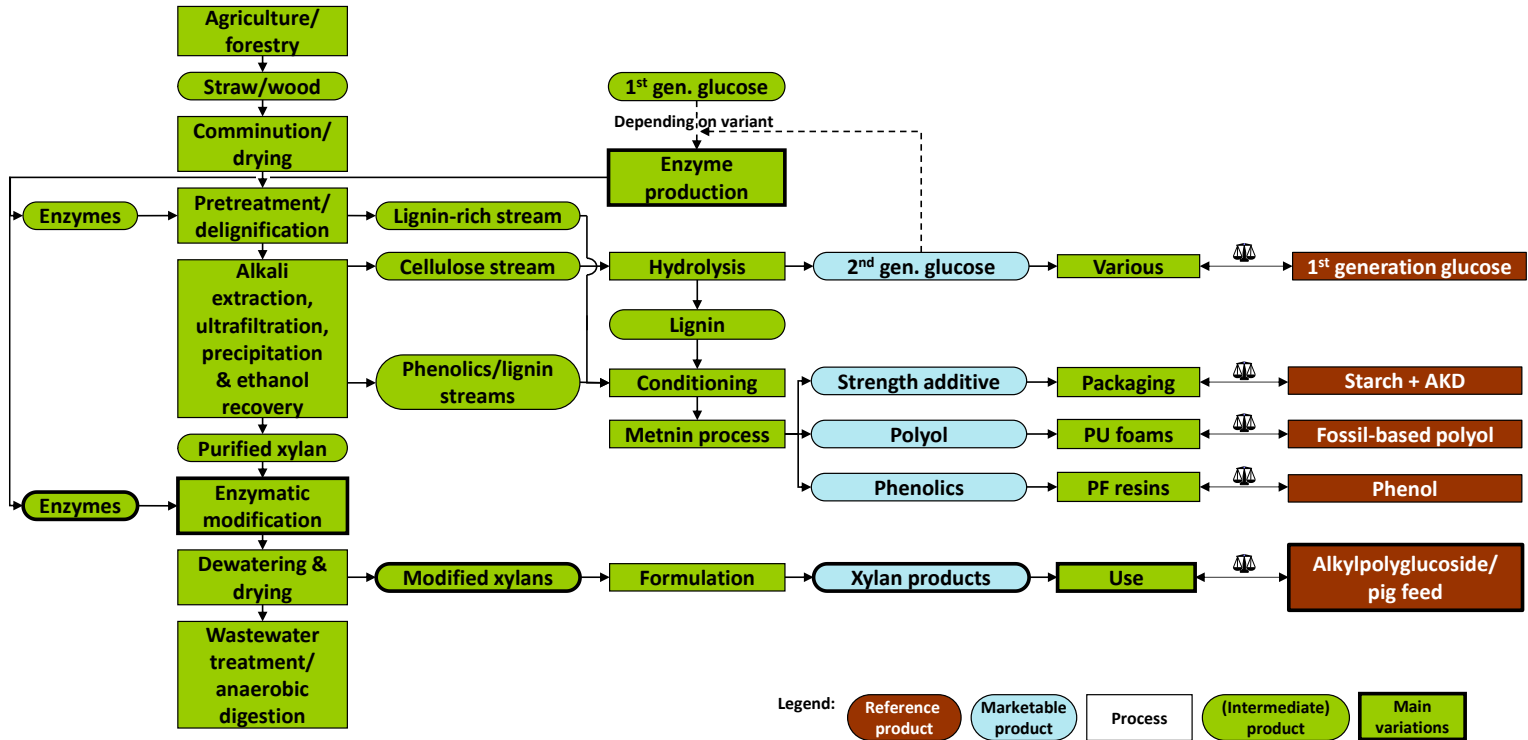 Agriculture/
forestry
Straw/wood
1st gen. glucose
Depending on variant
Comminution/
drying
Enzyme
production
Enzymes
Pretreatment/
delignification
Lignin-rich stream
Alkali
extraction,
ultrafiltration,
precipitation
& ethanol
recovery
Cellulose stream
Hydrolysis
2nd gen. glucose
Various
1st generation glucose
Lignin
Phenolics/lignin
streams
Conditioning
Strength additive
Packaging
Starch + AKD
Metnin process
Polyol
PU foams
Fossil-based polyol
Purified xylan
Phenolics
PF resins
Phenol
Enzymes
Enzymatic
modification
Dewatering &
drying
Modified xylans
Formulation
Xylan products
Use
Alkylpolyglucoside/
pig feed
Wastewater
treatment/
anaerobic
digestion
Legend:
Reference
product
Marketable
product
Process
(Intermediate)
product
Main
variations